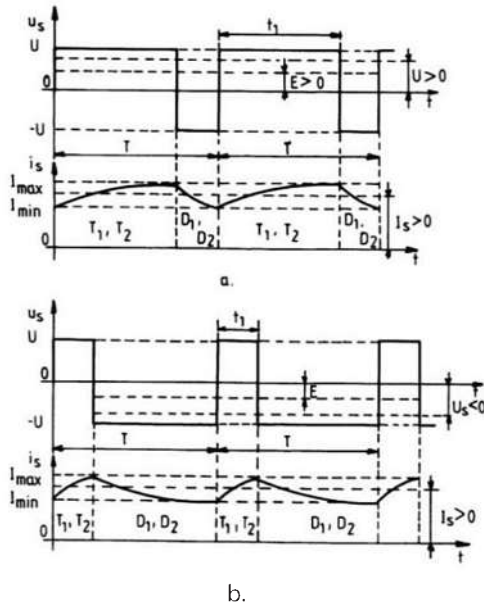 u_s
t_1
U
E>0
U>0
0
t
-U
T
T
i_s
I_max
I_min
T_1, T_2
D_1, D_2
T_1, T_2
D_1, D_2
I_s>0
0
t
a.
u_s
t_1
U
0
t
E
U_s<0
-U
T
T
i_s
I_max
I_min
T_1, T_2
D_1, D_2
T_1, T_2
D_1, D_2
I_s>0
0
t
b.